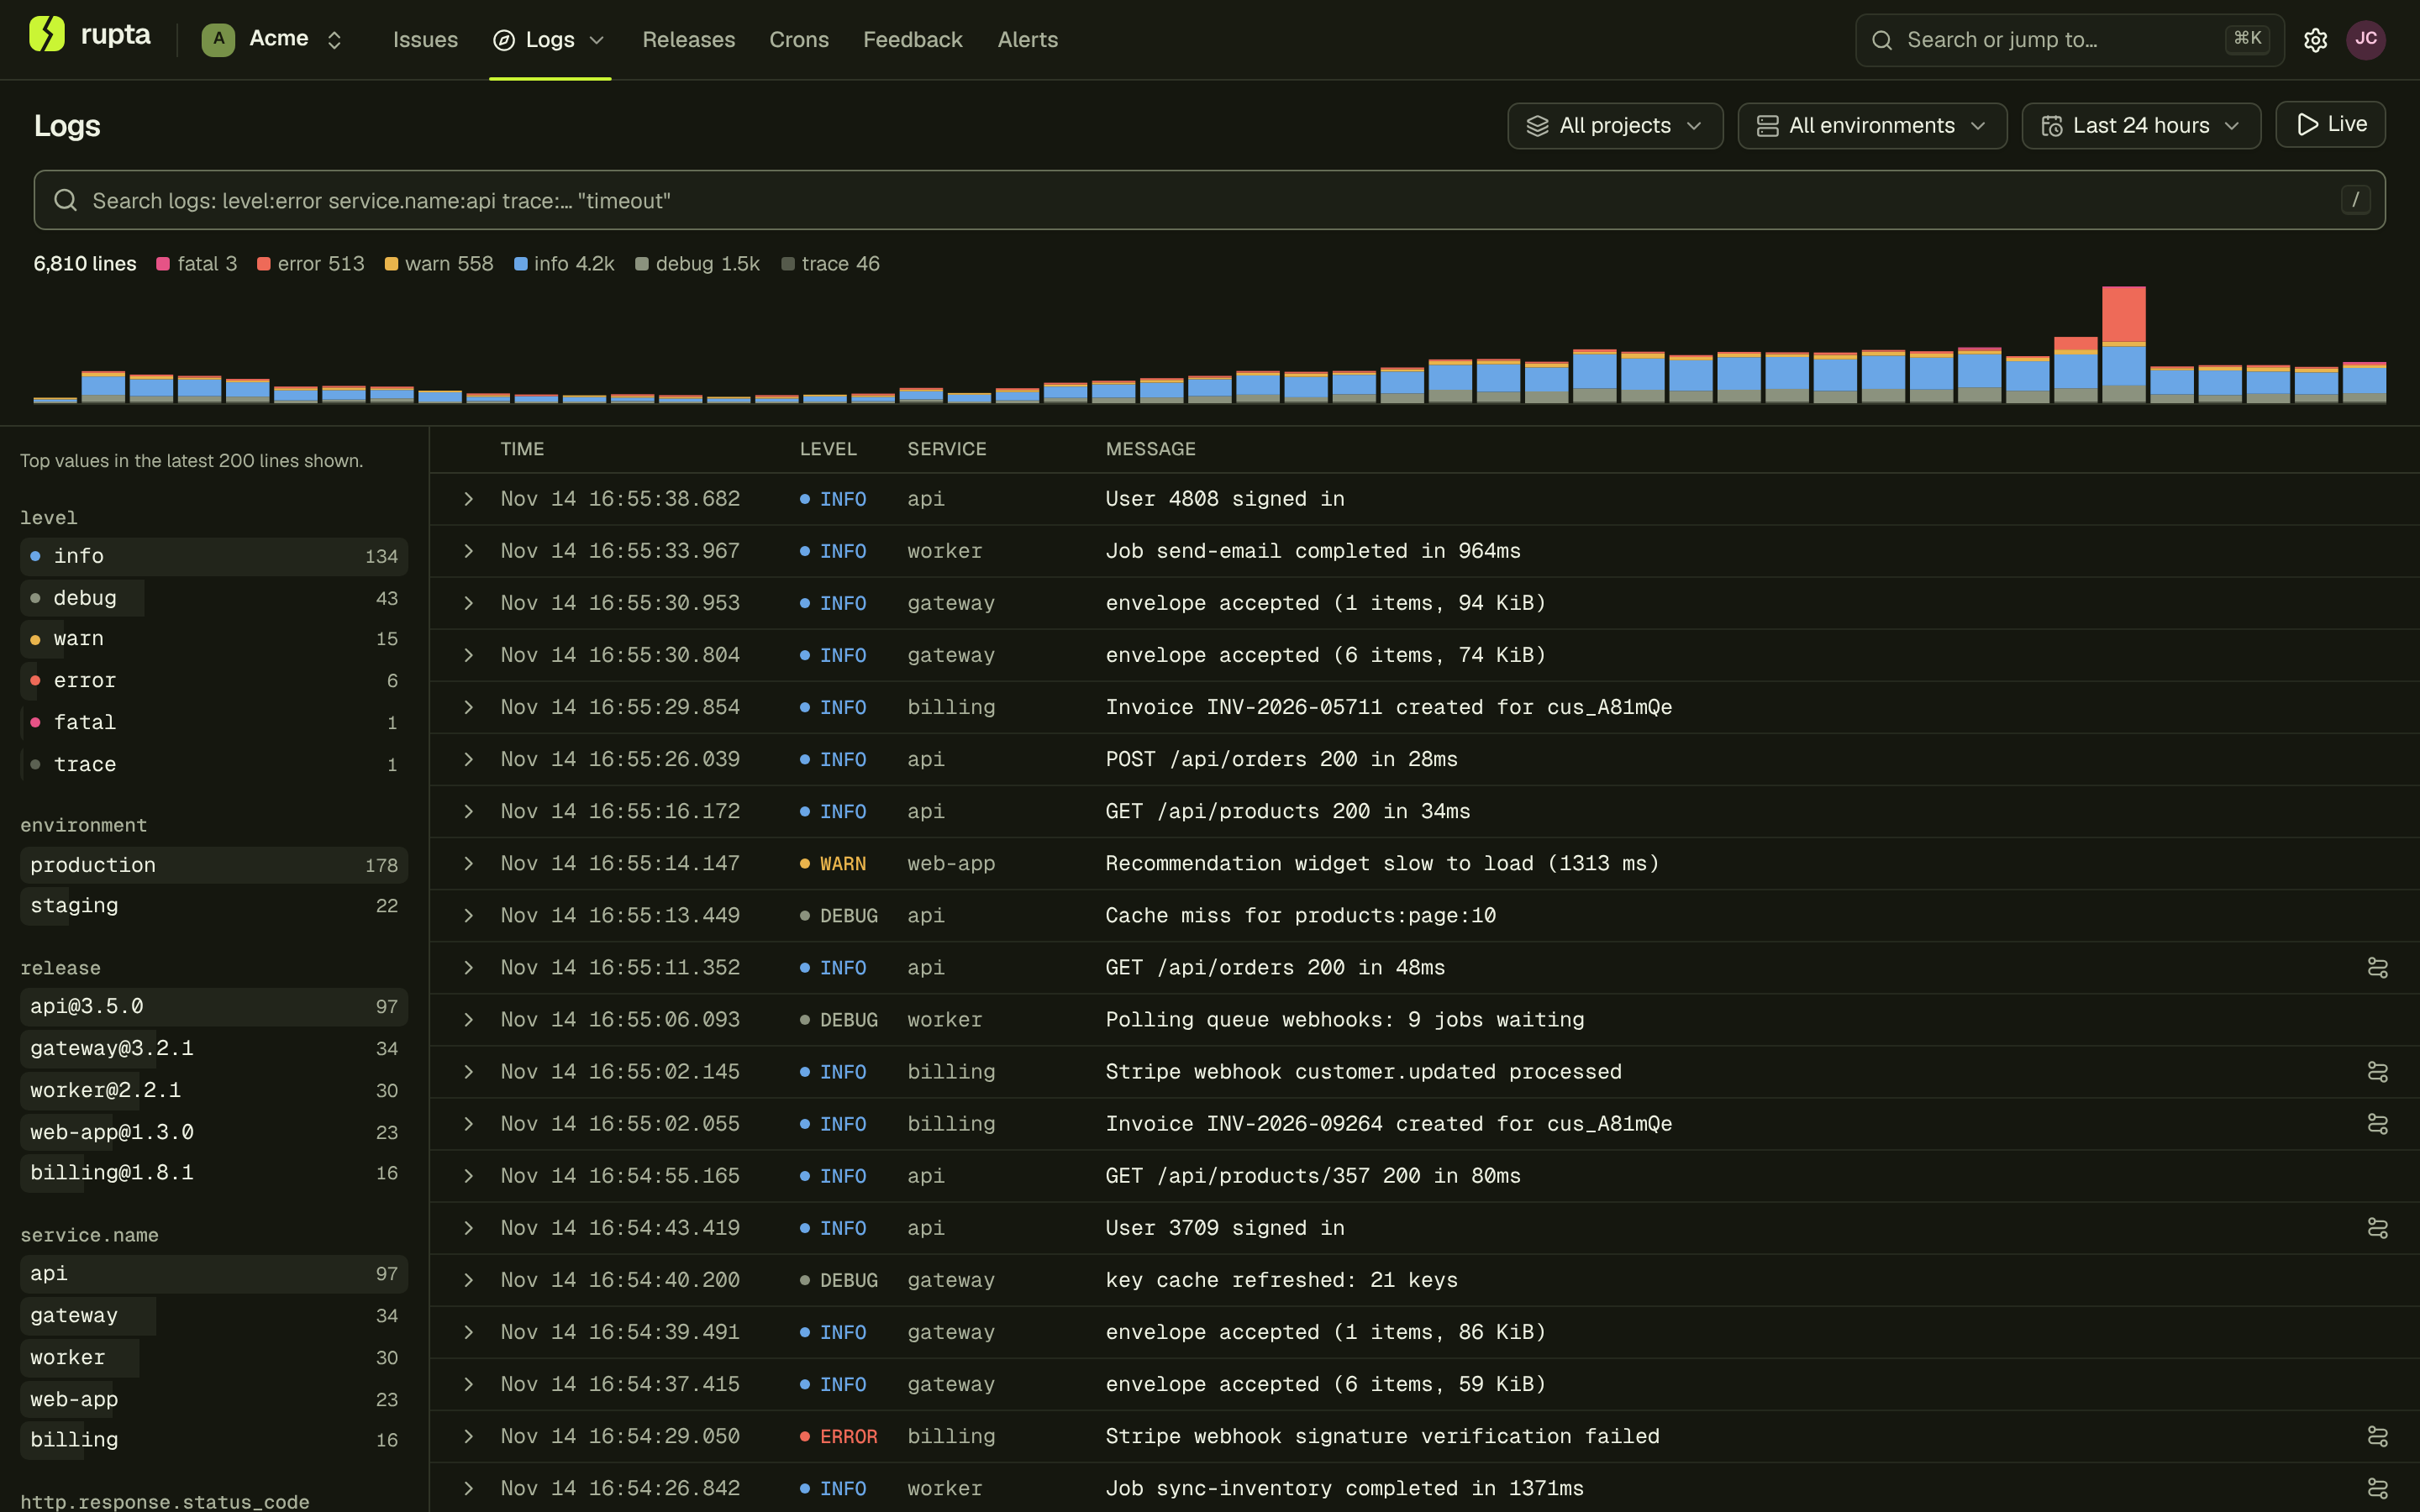 rupta A Acme Issues Logs Releases Crons Feedback Alerts Search or jump to... ⌘K JC
Logs All projects All environments Last 24 hours Live
Search logs: level:error service.name:api trace:... "timeout" /
6,810 lines fatal 3 error 513 warn 558 info 4.2k debug 1.5k trace 46
Top values in the latest 200 lines shown.
level
info 134
debug 43
warn 15
error 6
fatal 1
trace 1
environment
production 178
staging 22
release
api@3.5.0 97
gateway@3.2.1 34
worker@2.2.1 30
web-app@1.3.0 23
billing@1.8.1 16
service.name
api 97
gateway 34
worker 30
web-app 23
billing 16
http.response.status_code
TIME LEVEL SERVICE MESSAGE
Nov 14 16:55:38.682 INFO api User 4808 signed in
Nov 14 16:55:33.967 INFO worker Job send-email completed in 964ms
Nov 14 16:55:30.953 INFO gateway envelope accepted (1 items, 94 KiB)
Nov 14 16:55:30.804 INFO gateway envelope accepted (6 items, 74 KiB)
Nov 14 16:55:29.854 INFO billing Invoice INV-2026-05711 created for cus_A81mQe
Nov 14 16:55:26.039 INFO api POST /api/orders 200 in 28ms
Nov 14 16:55:16.172 INFO api GET /api/products 200 in 34ms
Nov 14 16:55:14.147 WARN web-app Recommendation widget slow to load (1313 ms)
Nov 14 16:55:13.449 DEBUG api Cache miss for products:page:10
Nov 14 16:55:11.352 INFO api GET /api/orders 200 in 48ms
Nov 14 16:55:06.093 DEBUG worker Polling queue webhooks: 9 jobs waiting
Nov 14 16:55:02.145 INFO billing Stripe webhook customer.updated processed
Nov 14 16:55:02.055 INFO billing Invoice INV-2026-09264 created for cus_A81mQe
Nov 14 16:54:55.165 INFO api GET /api/products/357 200 in 80ms
Nov 14 16:54:43.419 INFO api User 3709 signed in
Nov 14 16:54:40.200 DEBUG gateway key cache refreshed: 21 keys
Nov 14 16:54:39.491 INFO gateway envelope accepted (1 items, 86 KiB)
Nov 14 16:54:37.415 INFO gateway envelope accepted (6 items, 59 KiB)
Nov 14 16:54:29.050 ERROR billing Stripe webhook signature verification failed
Nov 14 16:54:26.842 INFO worker Job sync-inventory completed in 1371ms